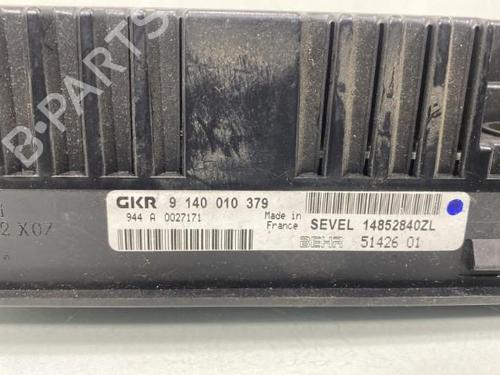 B-PARTS
GKR 9 140 010 379
944 A 0027171
Made in
France
SEVEL 14852840ZL
BEHR 51426 01
2 X07